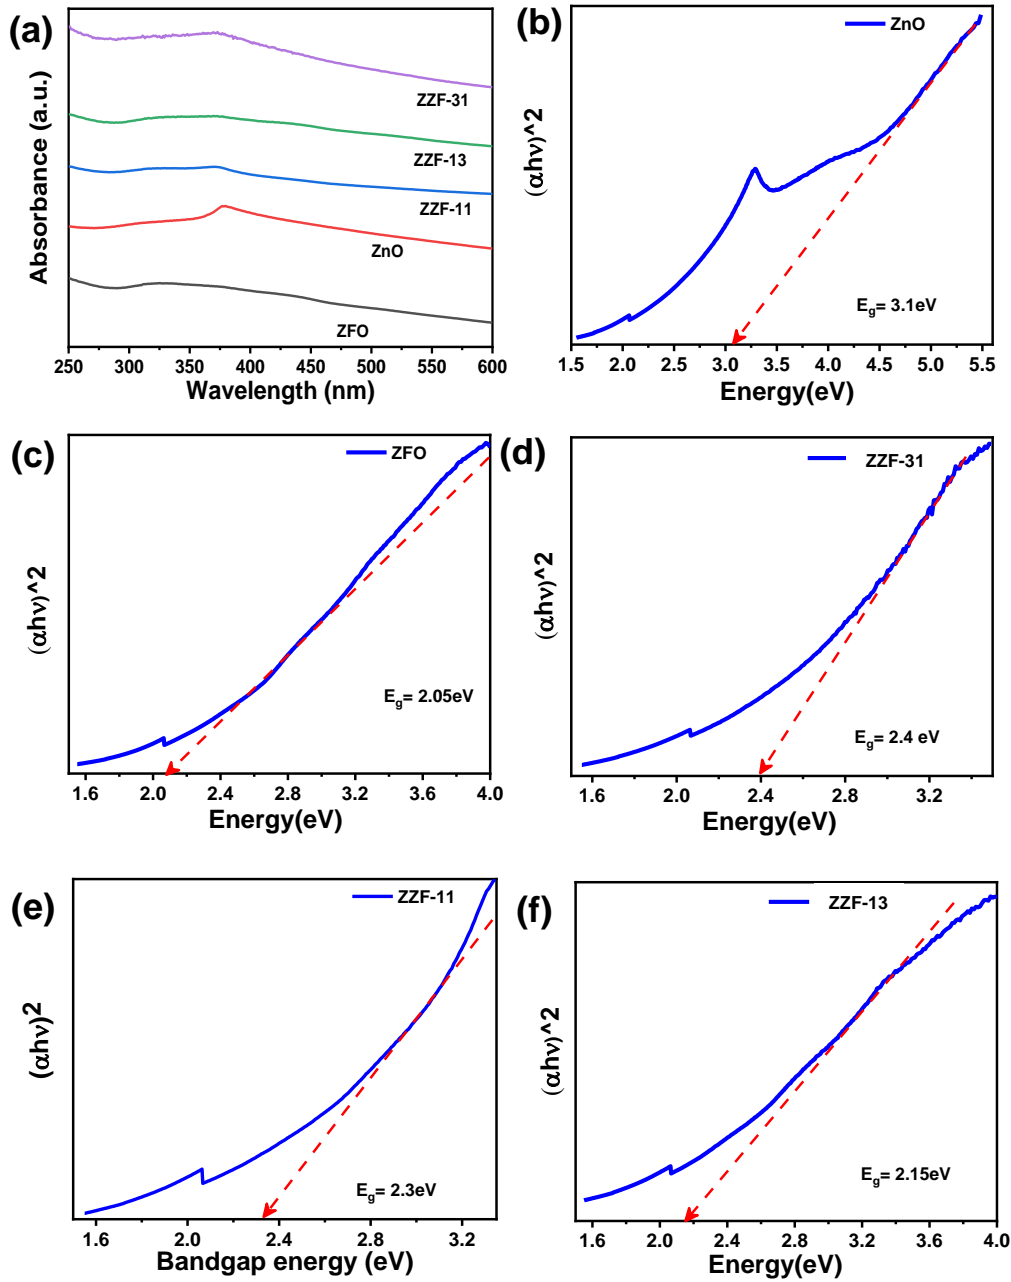 (a)
Absorbance (a.u.)
ZZF-31
ZZF-13
ZZF-11
ZnO
ZFO
250 300 350 400 450 500 550 600
Wavelength (nm)
(b)
ZnO
(αhν)^2
E_g= 3.1eV
1.5 2.0 2.5 3.0 3.5 4.0 4.5 5.0 5.5
Energy(eV)
(c)
ZFO
(αhν)^2
E_g= 2.05eV
1.6 2.0 2.4 2.8 3.2 3.6 4.0
Energy(eV)
(d)
ZZF-31
(αhν)^2
E_g= 2.4 eV
1.6 2.0 2.4 2.8 3.2
Energy(eV)
(e)
ZZF-11
(αhν)2
E_g= 2.3eV
1.6 2.0 2.4 2.8 3.2
Bandgap energy (eV)
(f)
ZZF-13
(αhν)^2
E_g= 2.15eV
1.6 2.0 2.4 2.8 3.2 3.6 4.0
Energy(eV)